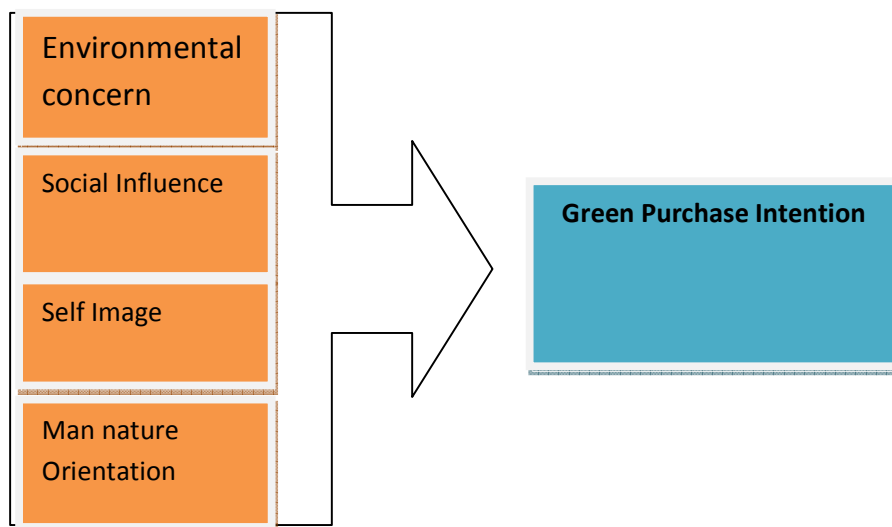 Environmental
concern
Social Influence
Self Image
Man nature
Orientation
Green Purchase Intention